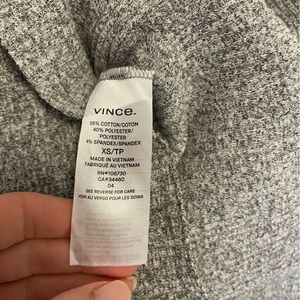 VINCE.
56% COTTON/COTON
40% POLYESTER/
POLYESTER
4% SPANDEX/SPANDEX
XS/TP
MADE IN VIETNAM
FABRIQUÉ AU VIETNAM
RN#106730
CA#34460
04
SEE REVERSE FOR CARE
VOIR AU VERSO POUR LES SOINS